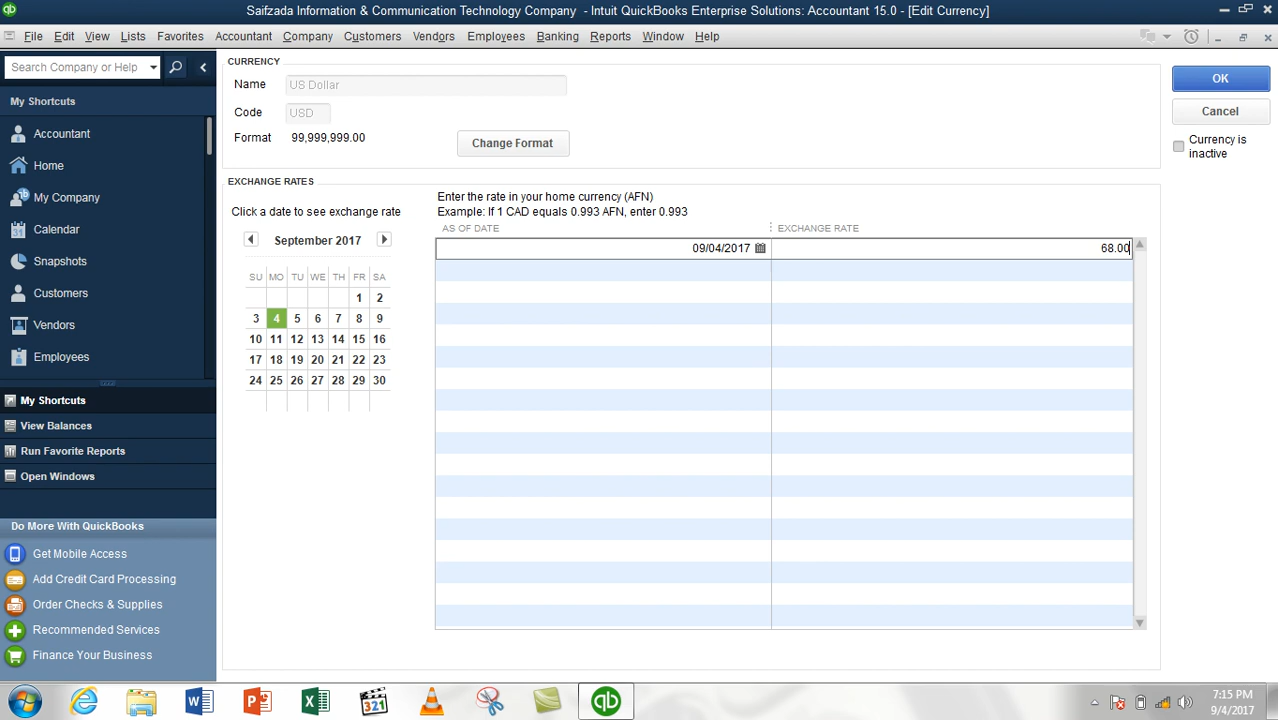 Saifzada Information & Communication Technology Company - Intuit QuickBooks Enterprise Solutions: Accountant 15.0 - [Edit Currency]
File Edit View Lists Favorites Accountant Company Customers Vendors Employees Banking Reports Window Help
Search Company or Help
My Shortcuts
Accountant
Home
My Company
Calendar
Snapshots
Customers
Vendors
Employees
My Shortcuts
View Balances
Run Favorite Reports
Open Windows
Do More With QuickBooks
Get Mobile Access
Add Credit Card Processing
Order Checks & Supplies
Recommended Services
Finance Your Business
CURRENCY
Name US Dollar
Code USD
Format 99,999,999.00 Change Format
OK
Cancel
Currency is
inactive
EXCHANGE RATES
Click a date to see exchange rate
September 2017
SU MO TU WE TH FR SA
1 2
3 4 5 6 7 8 9
10 11 12 13 14 15 16
17 18 19 20 21 22 23
24 25 26 27 28 29 30
Enter the rate in your home currency (AFN)
Example: If 1 CAD equals 0.993 AFN, enter 0.993
AS OF DATE EXCHANGE RATE
09/04/2017 68.00
qb
321
7:15 PM
9/4/2017